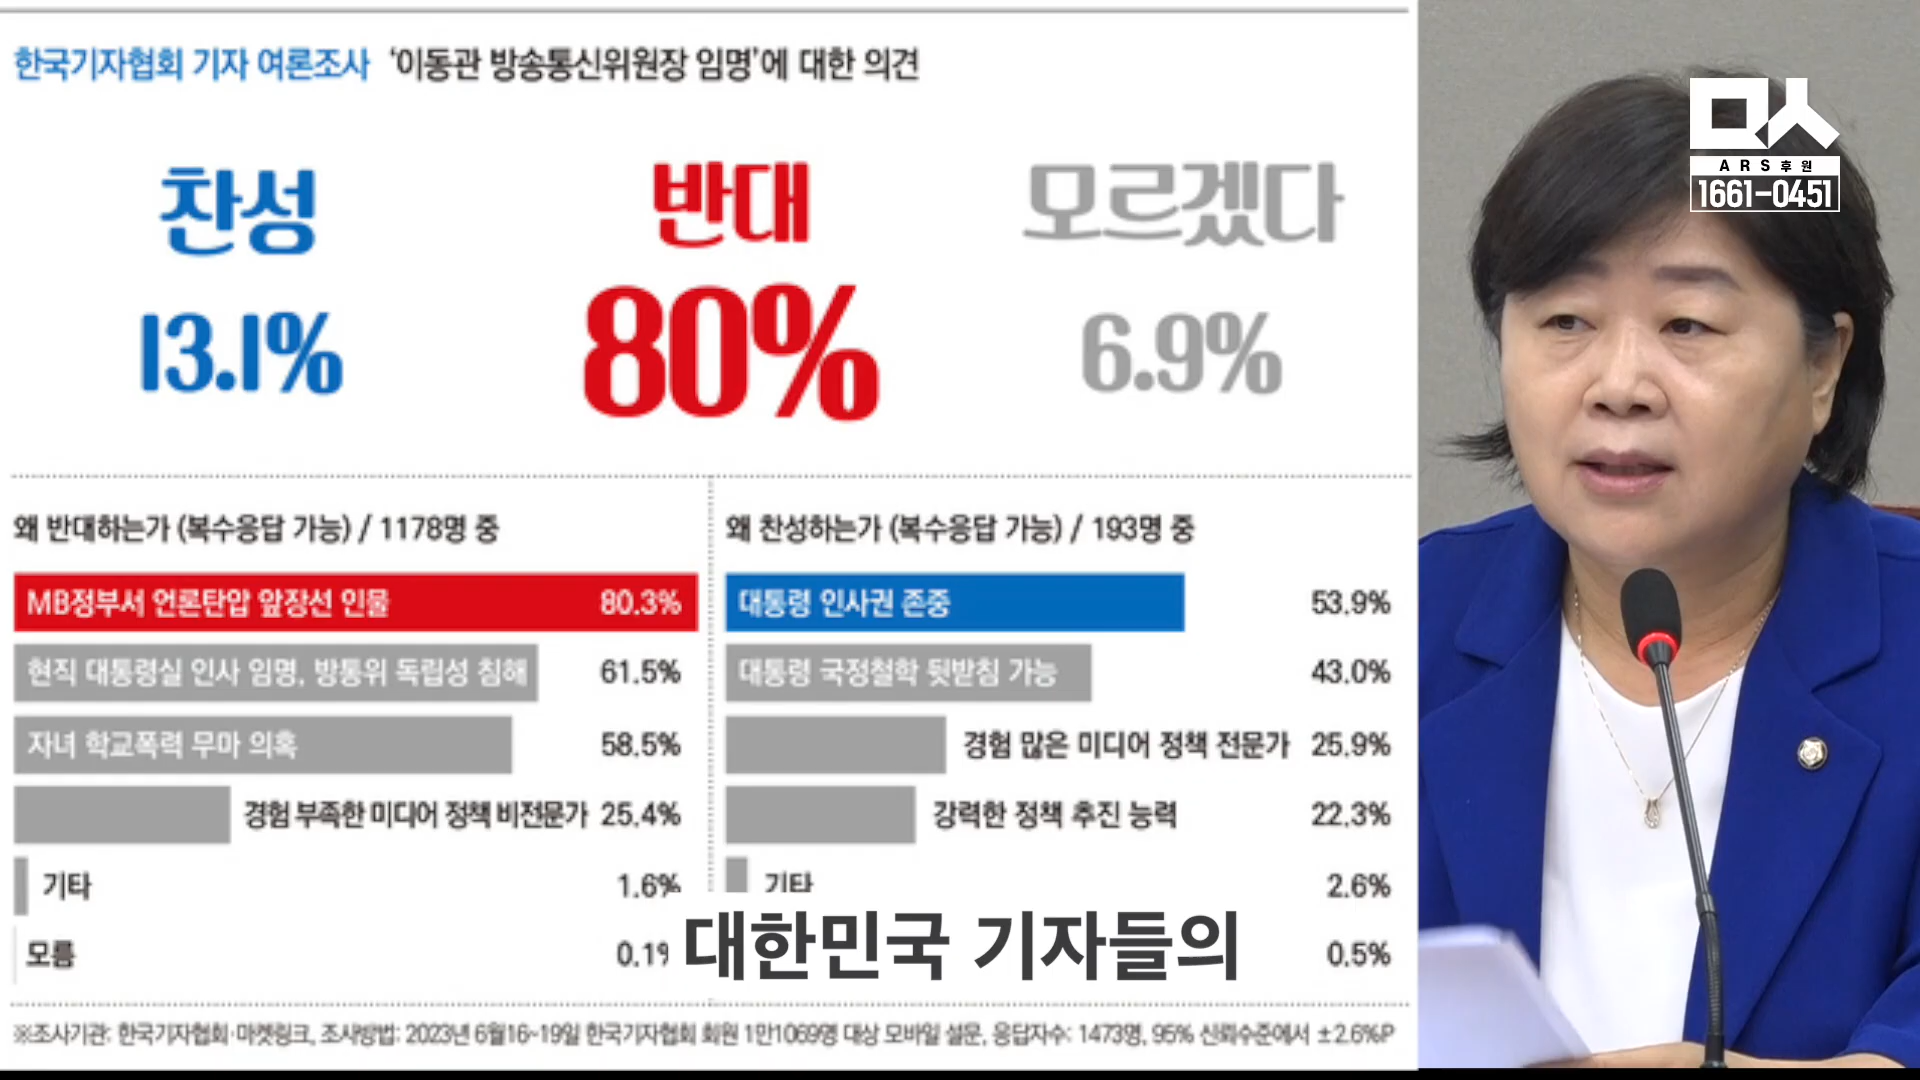 한국기자협회 기자 여론조사 '이동관 방송통신위원장 임명'에 대한 의견
찬성
13.1%
반대
80%
모르겠다
6.9%
왜 반대하는가 (복수응답 가능) / 1178명 중
MB정부서 언론탄압 앞장선 인물 80.3%
현직 대통령실 인사 임명, 방통위 독립성 침해 61.5%
자녀 학교폭력 무마 의혹 58.5%
경험 부족한 미디어 정책 비전문가 25.4%
기타 1.6%
모름 0.1%
왜 찬성하는가 (복수응답 가능) / 193명 중
대통령 인사권 존중 53.9%
대통령 국정철학 뒷받침 가능 43.0%
경험 많은 미디어 정책 전문가 25.9%
강력한 정책 추진 능력 22.3%
기타 2.6%
0.5%
대한민국 기자들의
※조사기관: 한국기자협회·마켓링크, 조사방법: 2023년 6월16~19일 한국기자협회 회원 1만1069명 대상 모바일 설문, 응답자수: 1473명, 95% 신뢰수준에서 ±2.6%P
ARS후원
1661-0451